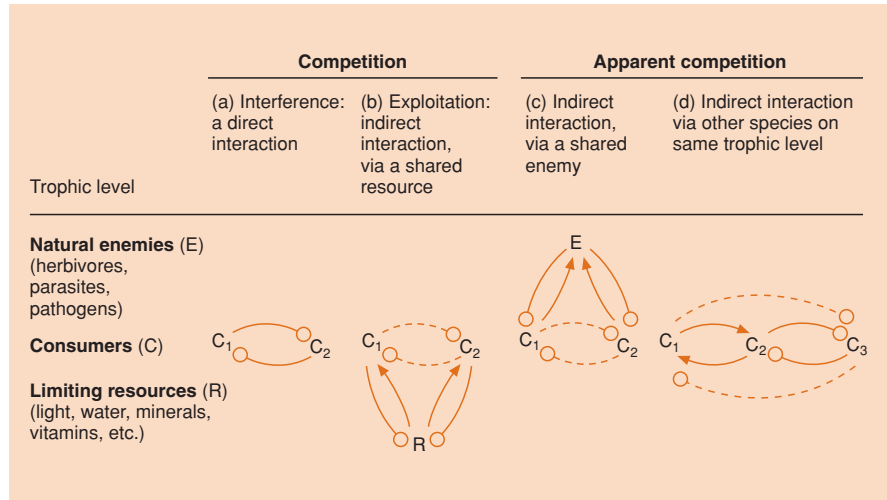 Competition
Apparent competition
(a) Interference:
a direct
interaction
(b) Exploitation:
indirect
interaction,
via a shared
resource
(c) Indirect
interaction,
via a shared
enemy
(d) Indirect interaction
via other species on
same trophic level
Trophic level
Natural enemies (E)
(herbivores,
parasites,
pathogens)
E
Consumers (C)
C1
C2
C1
C2
C1
C2
C1
C2
C3
Limiting resources (R)
(light, water, minerals,
vitamins, etc.)
R